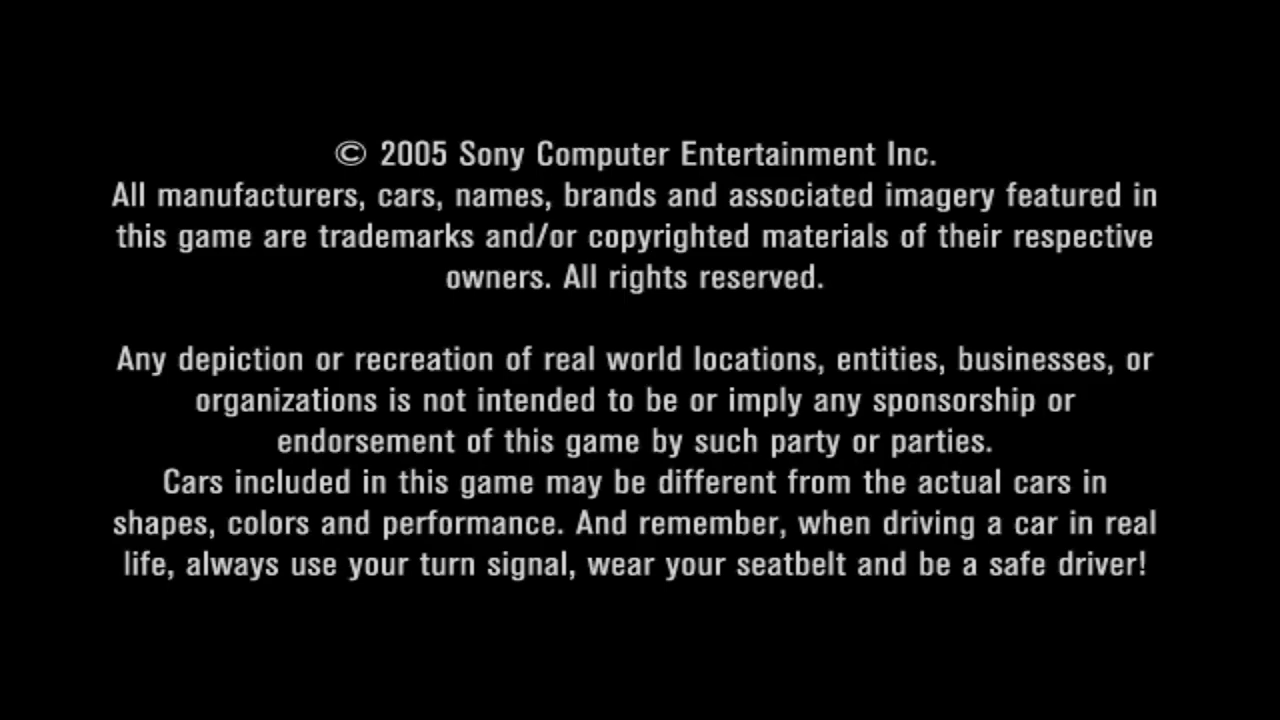 © 2005 Sony Computer Entertainment Inc.
All manufacturers, cars, names, brands and associated imagery featured in
this game are trademarks and/or copyrighted materials of their respective
owners. All rights reserved.
Any depiction or recreation of real world locations, entities, businesses, or
organizations is not intended to be or imply any sponsorship or
endorsement of this game by such party or parties.
Cars included in this game may be different from the actual cars in
shapes, colors and performance. And remember, when driving a car in real
life, always use your turn signal, wear your seatbelt and be a safe driver!